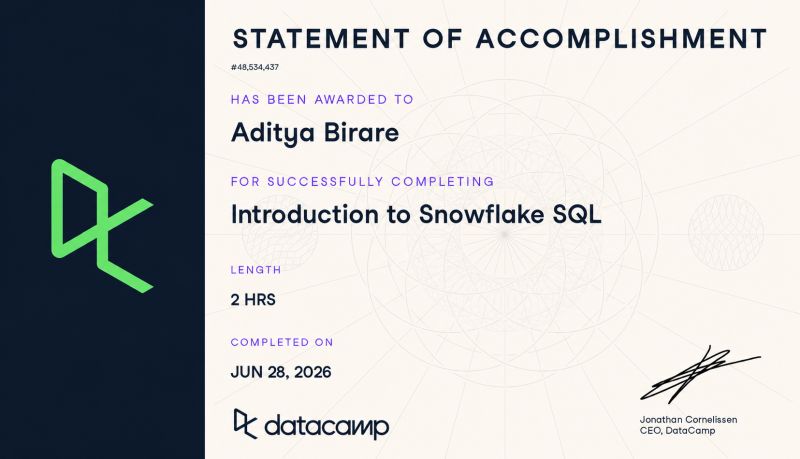 STATEMENT OF ACCOMPLISHMENT
#48,534,437
HAS BEEN AWARDED TO
Aditya Birare
FOR SUCCESSFULLY COMPLETING
Introduction to Snowflake SQL
LENGTH
2 HRS
COMPLETED ON
JUN 28, 2026
datacamp
Jonathan Cornelissen
CEO, DataCamp